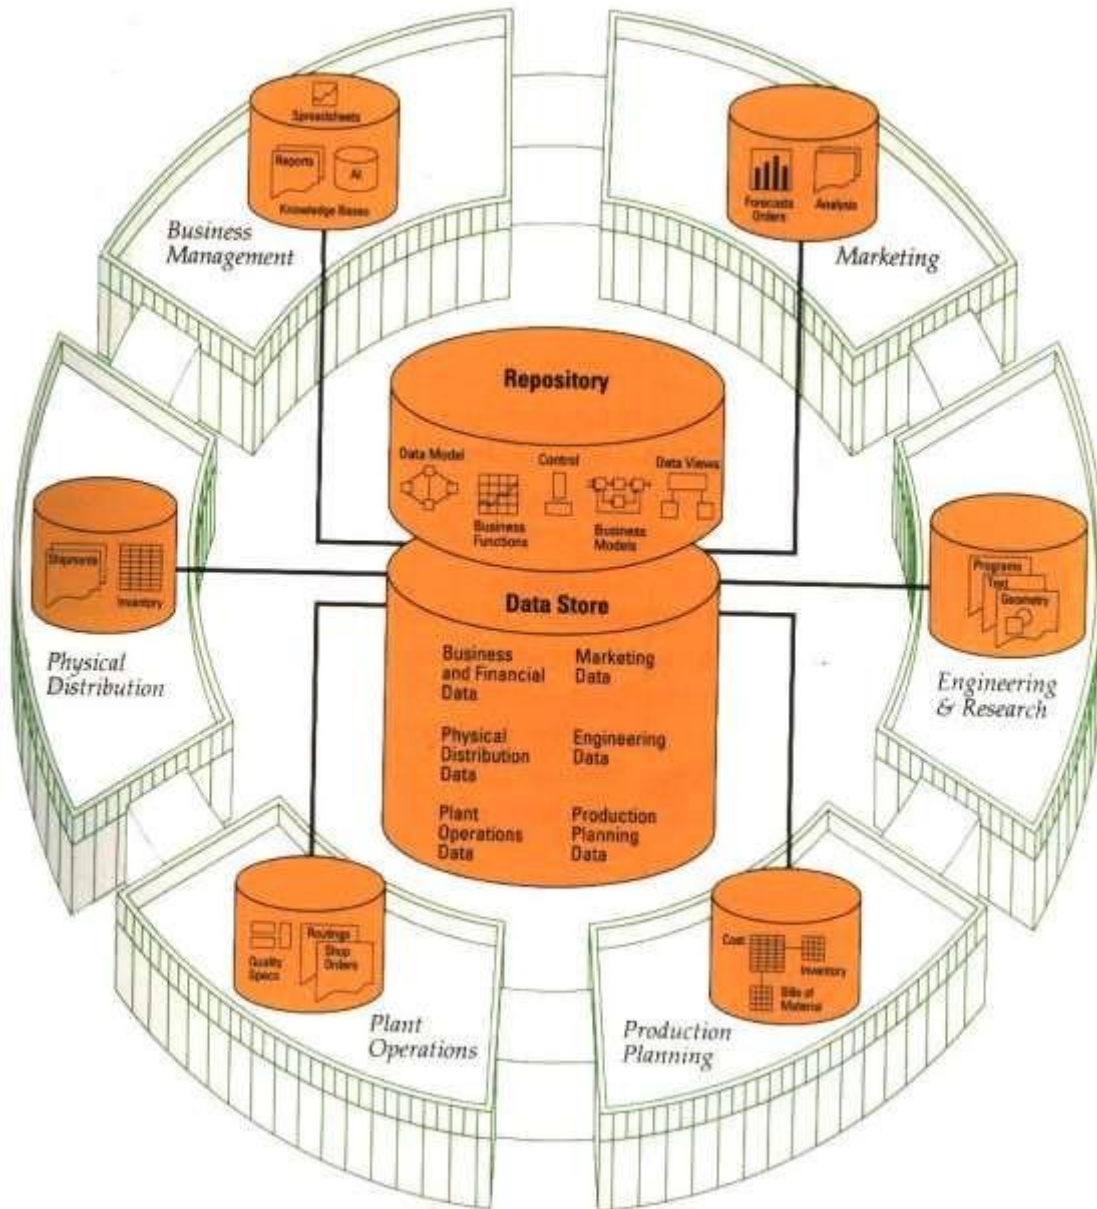 Spreadsheets
Reports
AI
Knowledge Bases
Business
Management
Forecasts
Orders
Analysis
Marketing
Repository
Data Model
Business
Functions
Control
Business
Models
Data Views
Shipments
Inventory
Physical
Distribution
Programs
Text
Geometry
Engineering
& Research
Data Store
Business
and Financial
Data
Marketing
Data
Physical
Distribution
Data
Engineering
Data
Plant
Operations
Data
Production
Planning
Data
Quality
Specs
Routings
Shop
Orders
Plant
Operations
Cost
Inventory
Bills of
Material
Production
Planning